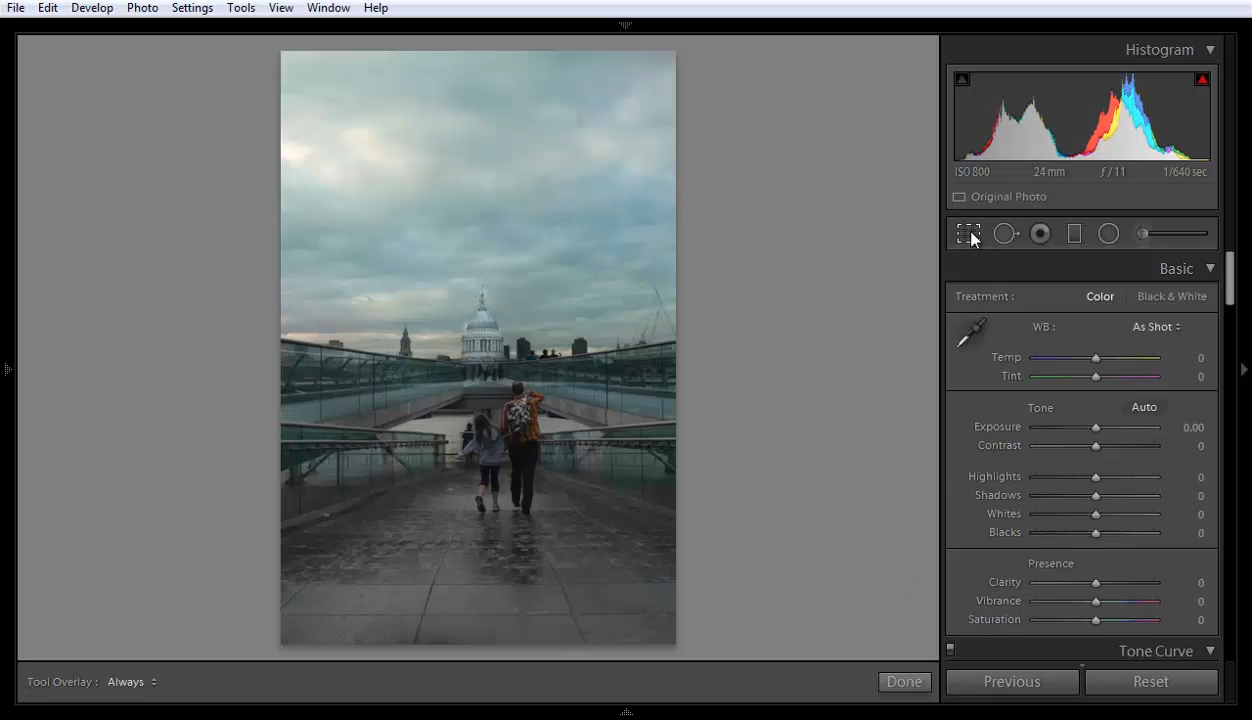 File Edit Develop Photo Settings Tools View Window Help
Histogram
ISO 800 24 mm ƒ / 11 1/640 sec
Original Photo
Basic
Treatment : Color Black & White
WB : As Shot
Temp 0
Tint 0
Tone Auto
Exposure 0.00
Contrast 0
Highlights 0
Shadows 0
Whites 0
Blacks 0
Presence
Clarity 0
Vibrance 0
Saturation 0
Tone Curve
Tool Overlay : Always Done Previous Reset